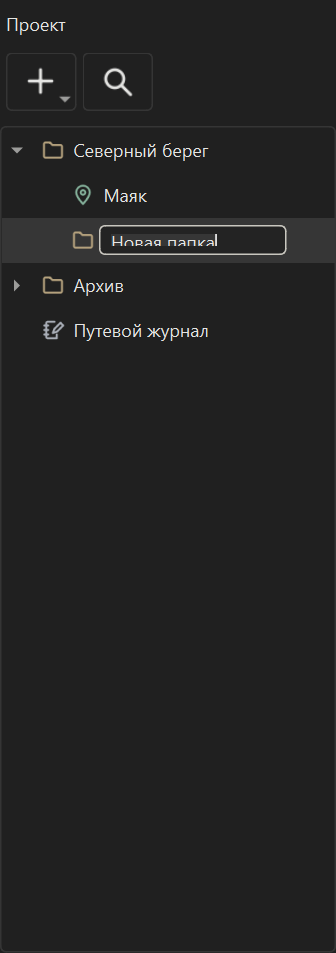 Проект
Северный берег
Маяк
Новая папка
Архив
Путевой журнал